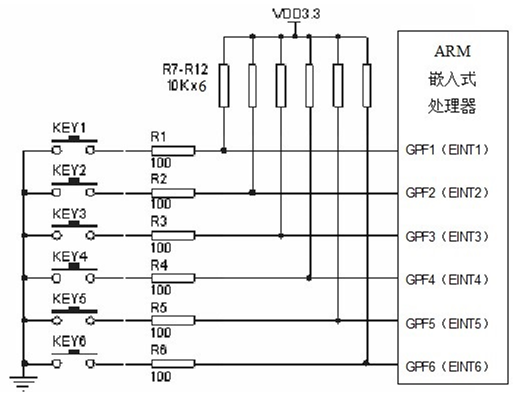 VDD3.3
ARM
嵌入式
处理器
R7-R12
10K×6
KEY1
R1
100
GPF1 (EINT1)
KEY2
R2
100
GPF2 (EINT2)
KEY3
R3
100
GPF3 (EINT3)
KEY4
R4
100
GPF4 (EINT4)
KEY5
R5
100
GPF5 (EINT5)
KEY6
R6
100
GPF6 (EINT6)